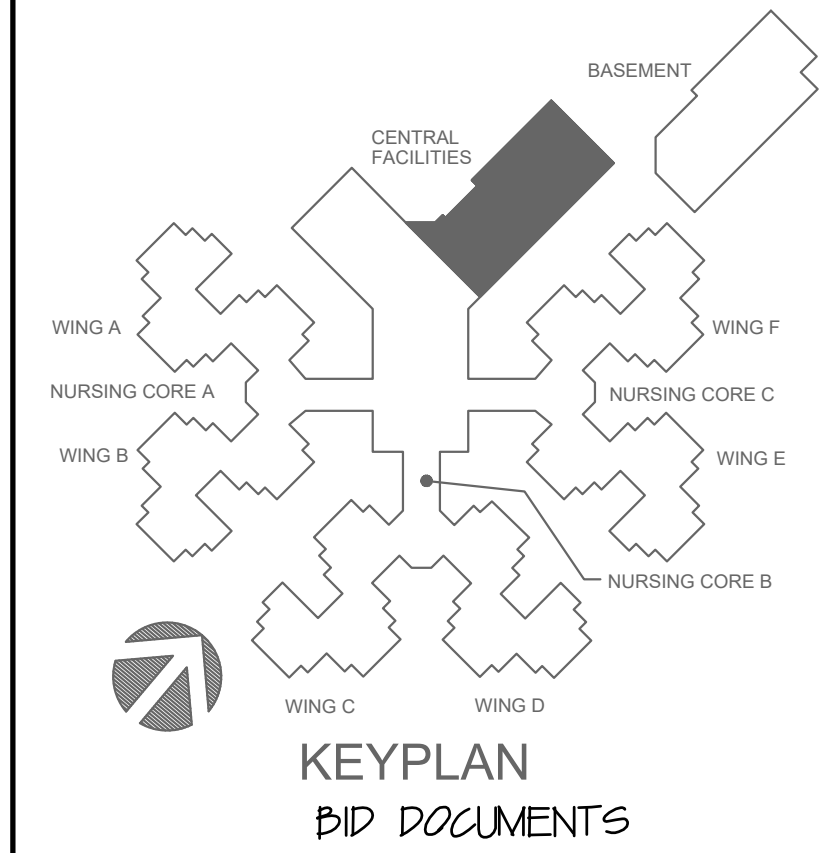 BASEMENT
CENTRAL
FACILITIES
WING A
WING F
NURSING CORE A
NURSING CORE C
WING B
WING E
NURSING CORE B
WING C
WING D
KEYPLAN
BID DOCUMENTS